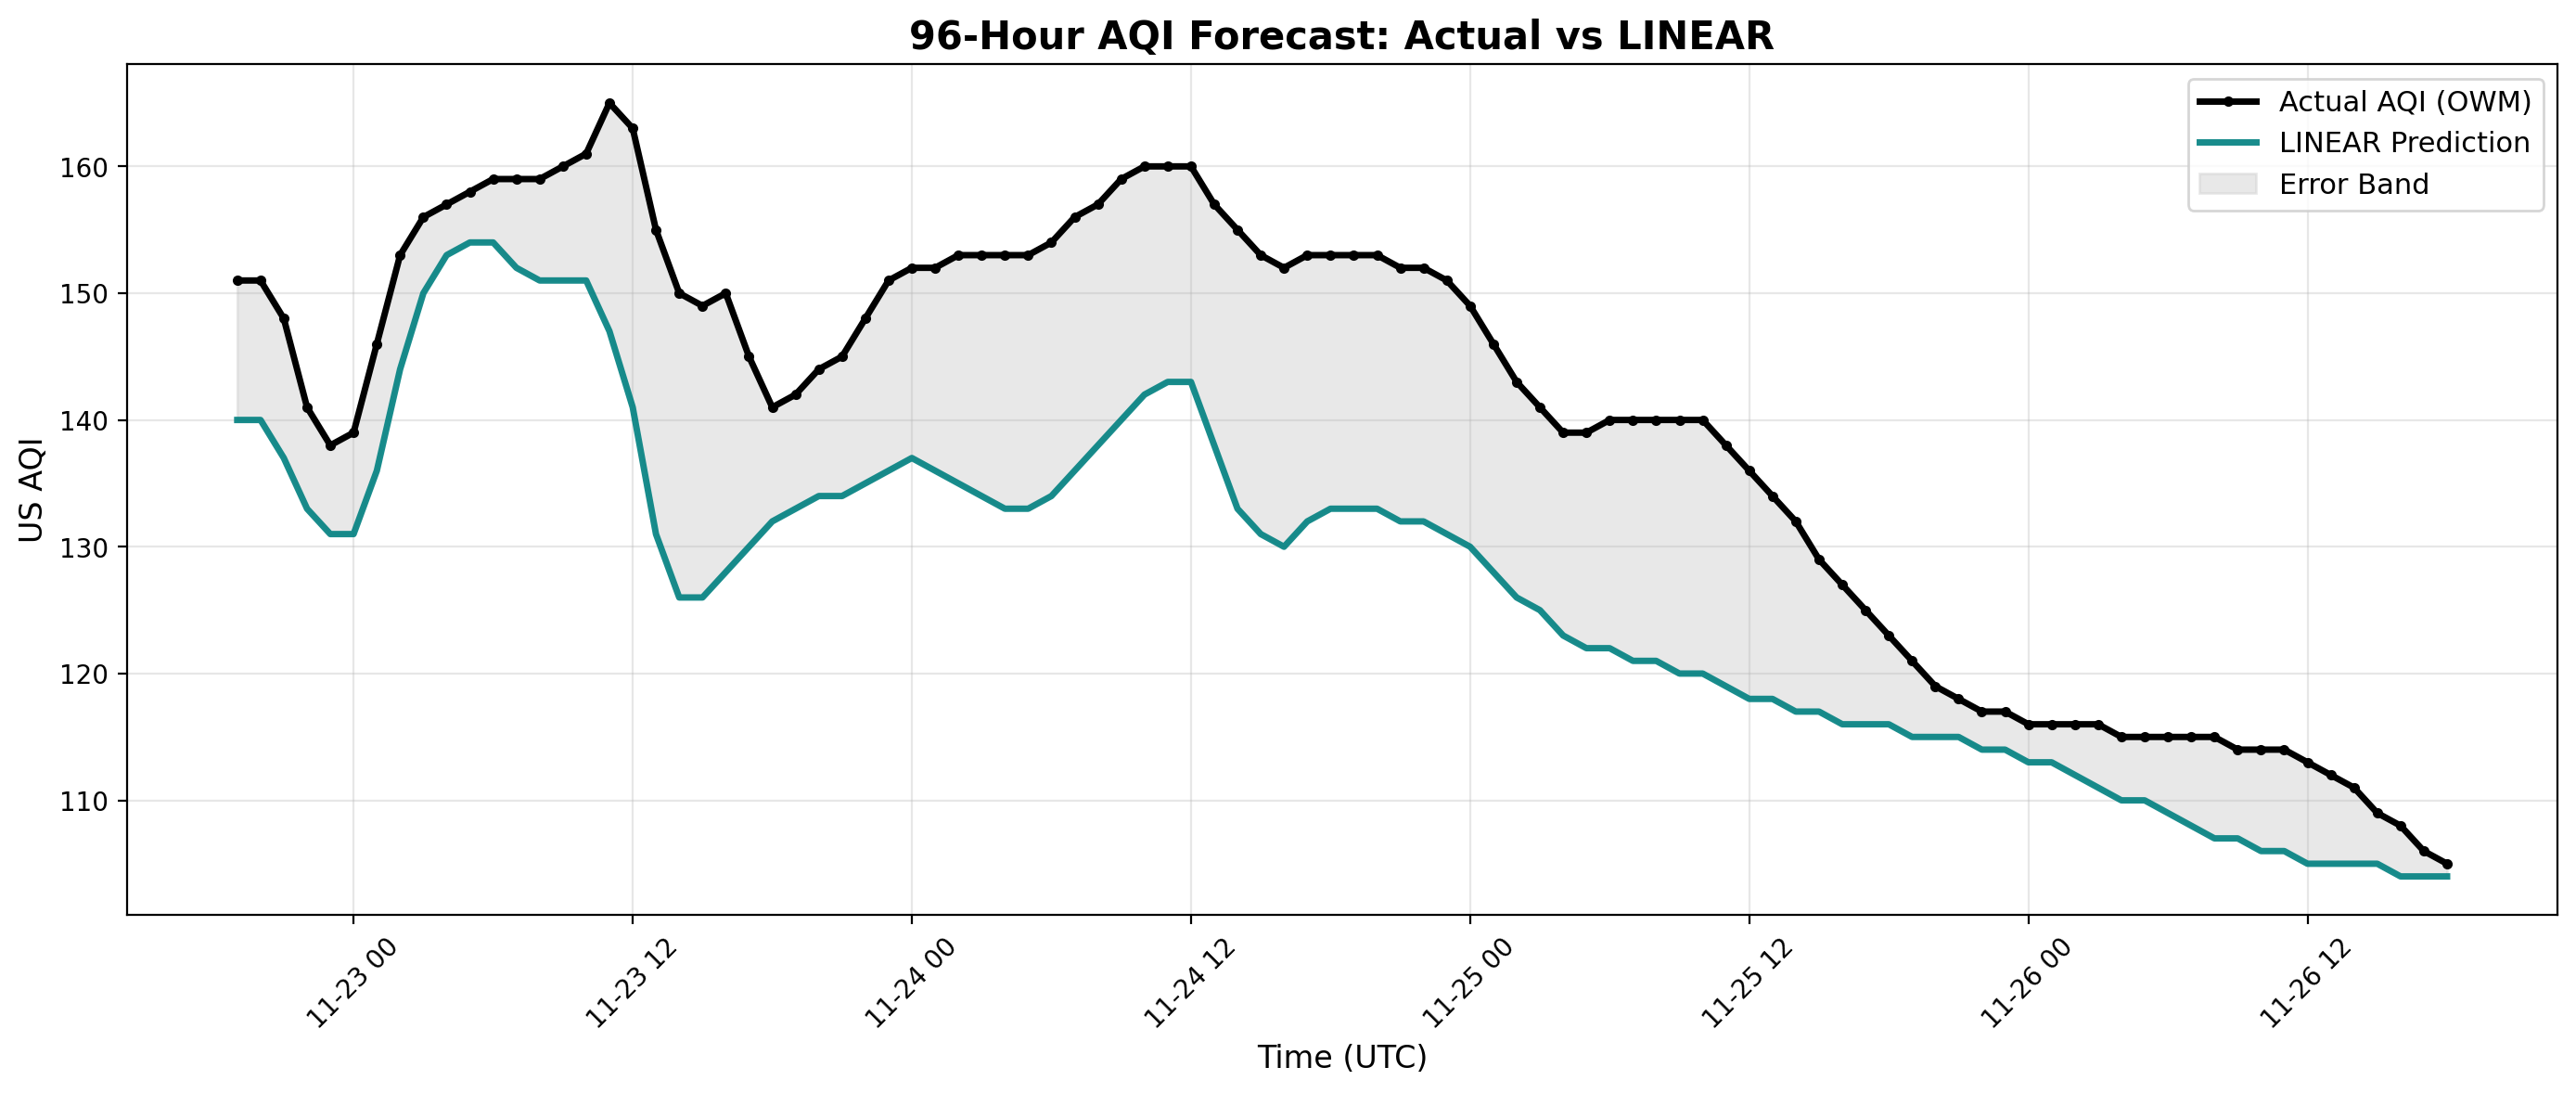 96-Hour AQI Forecast: Actual vs LINEAR
Actual AQI (OWM)
LINEAR Prediction
Error Band
US AQI
160
150
140
130
120
110
11-23 00
11-23 12
11-24 00
11-24 12
11-25 00
11-25 12
11-26 00
11-26 12
Time (UTC)